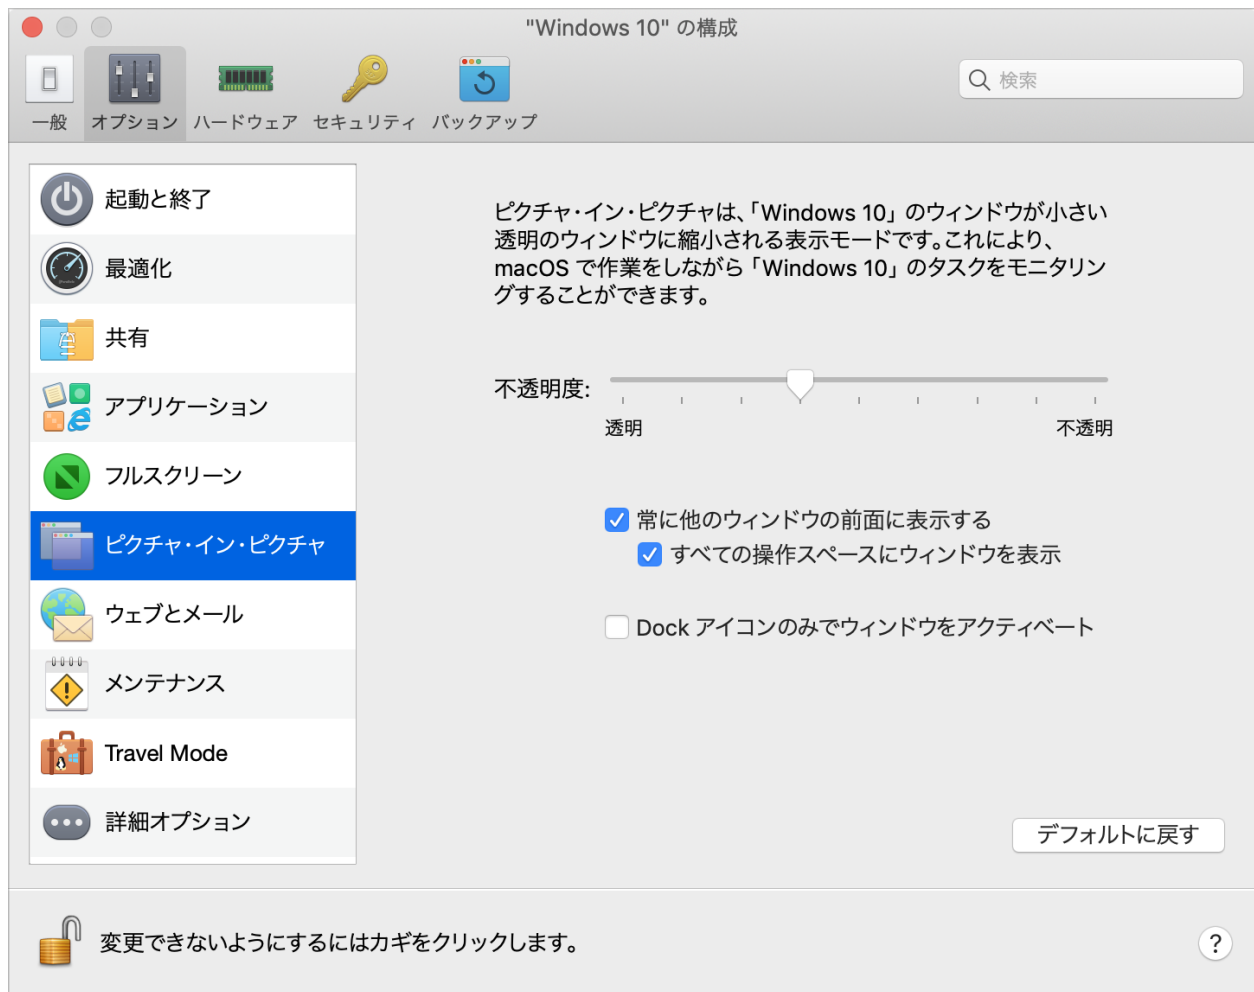 "Windows 10" の構成
一般
オプション
ハードウェア
セキュリティ
バックアップ
検索
起動と終了
最適化
共有
アプリケーション
フルスクリーン
ピクチャ・イン・ピクチャ
ウェブとメール
メンテナンス
Travel Mode
詳細オプション
ピクチャ・イン・ピクチャは、「Windows 10」のウィンドウが小さい
透明のウィンドウに縮小される表示モードです。これにより、
macOS で作業をしながら「Windows 10」のタスクをモニタリン
グすることができます。
不透明度:
透明
不透明
常に他のウィンドウの前面に表示する
すべての操作スペースにウィンドウを表示
Dock アイコンのみでウィンドウをアクティベート
デフォルトに戻す
変更できないようにするにはカギをクリックします。
?